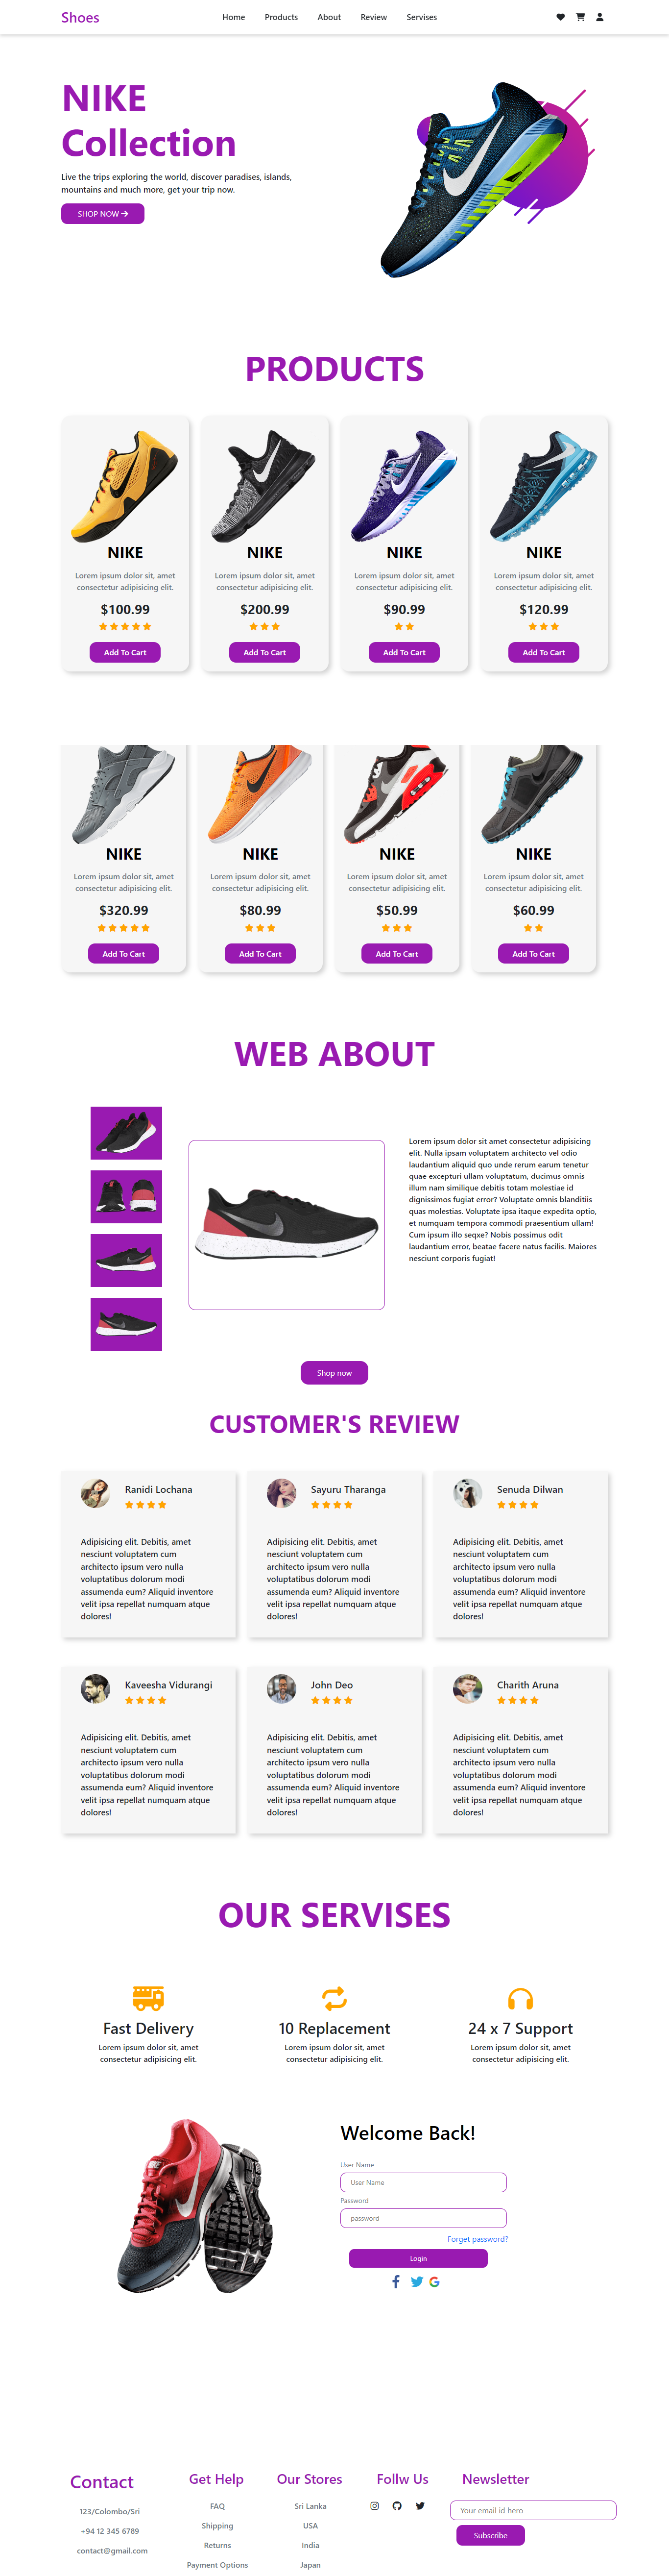 Shoes
Home Products About Review Servises
NIKE
Collection
Live the trips exploring the world, discover paradises, islands,
mountains and much more, get your trip now.
SHOP NOW
PRODUCTS
NIKE
Lorem ipsum dolor sit, amet
consectetur adipisicing elit.
$100.99
Add To Cart
NIKE
Lorem ipsum dolor sit, amet
consectetur adipisicing elit.
$200.99
Add To Cart
NIKE
Lorem ipsum dolor sit, amet
consectetur adipisicing elit.
$90.99
Add To Cart
NIKE
Lorem ipsum dolor sit, amet
consectetur adipisicing elit.
$120.99
Add To Cart
NIKE
Lorem ipsum dolor sit, amet
consectetur adipisicing elit.
$320.99
Add To Cart
NIKE
Lorem ipsum dolor sit, amet
consectetur adipisicing elit.
$80.99
Add To Cart
NIKE
Lorem ipsum dolor sit, amet
consectetur adipisicing elit.
$50.99
Add To Cart
NIKE
Lorem ipsum dolor sit, amet
consectetur adipisicing elit.
$60.99
Add To Cart
WEB ABOUT
Lorem ipsum dolor sit amet consectetur adipisicing
elit. Nulla ipsam voluptatem architecto vel odio
laudantium aliquid quo unde rerum earum tenetur
quae excepturi ullam voluptatum, ducimus omnis
illum nam similique debitis totam molestiae id
dignissimos fugiat error? Voluptate omnis blanditiis
quas molestias. Voluptate ipsa itaque expedita optio,
et numquam tempora commodi praesentium ullam!
Cum ipsum illo seqxe? Nobis possimus odit
laudantium error, beatae facere natus facilis. Maiores
nesciunt corporis fugiat!
Shop now
CUSTOMER'S REVIEW
Ranidi Lochana
Adipisicing elit. Debitis, amet
nesciunt voluptatem cum
architecto ipsum vero nulla
voluptatibus dolorum modi
assumenda eum? Aliquid inventore
velit ipsa repellat numquam atque
dolores!
Sayuru Tharanga
Adipisicing elit. Debitis, amet
nesciunt voluptatem cum
architecto ipsum vero nulla
voluptatibus dolorum modi
assumenda eum? Aliquid inventore
velit ipsa repellat numquam atque
dolores!
Senuda Dilwan
Adipisicing elit. Debitis, amet
nesciunt voluptatem cum
architecto ipsum vero nulla
voluptatibus dolorum modi
assumenda eum? Aliquid inventore
velit ipsa repellat numquam atque
dolores!
Kaveesha Vidurangi
Adipisicing elit. Debitis, amet
nesciunt voluptatem cum
architecto ipsum vero nulla
voluptatibus dolorum modi
assumenda eum? Aliquid inventore
velit ipsa repellat numquam atque
dolores!
John Deo
Adipisicing elit. Debitis, amet
nesciunt voluptatem cum
architecto ipsum vero nulla
voluptatibus dolorum modi
assumenda eum? Aliquid inventore
velit ipsa repellat numquam atque
dolores!
Charith Aruna
Adipisicing elit. Debitis, amet
nesciunt voluptatem cum
architecto ipsum vero nulla
voluptatibus dolorum modi
assumenda eum? Aliquid inventore
velit ipsa repellat numquam atque
dolores!
OUR SERVISES
Fast Delivery
Lorem ipsum dolor sit, amet
consectetur adipisicing elit.
10 Replacement
Lorem ipsum dolor sit, amet
consectetur adipisicing elit.
24 x 7 Support
Lorem ipsum dolor sit, amet
consectetur adipisicing elit.
Welcome Back!
User Name
User Name
Password
password
Forget password?
Login
Contact
123/Colombo/Sri
+94 12 345 6789
contact@gmail.com
Get Help
FAQ
Shipping
Returns
Payment Options
Our Stores
Sri Lanka
USA
India
Japan
Follw Us
Newsletter
Your email id hero
Subscribe